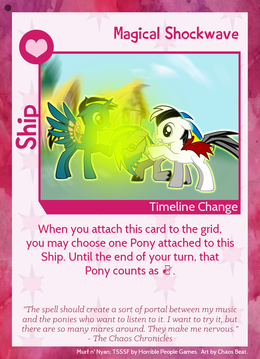 Magical Shockwave
Ship
Timeline Change
When you attach this card to the grid,
you may choose one Pony attached to this
Ship. Until the end of your turn, that
Pony counts as
"The spell should create a sort of portal between my music
and the ponies who want to listen to it. I want to try it, but
there are so many mares around. They make me nervous."
- The Chaos Chronicles
Murf n' Nyan; TSSSF by Horrible People Games. Art by Chaos Beat.